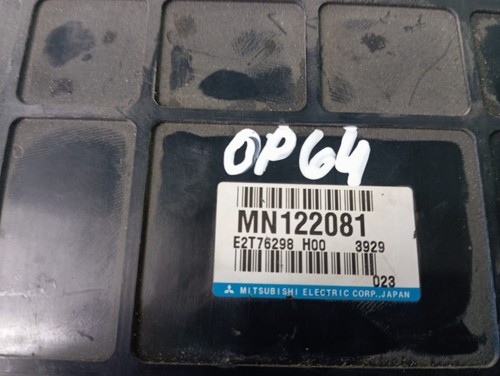 OP64
MN122081
E2T76298 H00 3929
023
MITSUBISHI ELECTRIC CORP., JAPAN